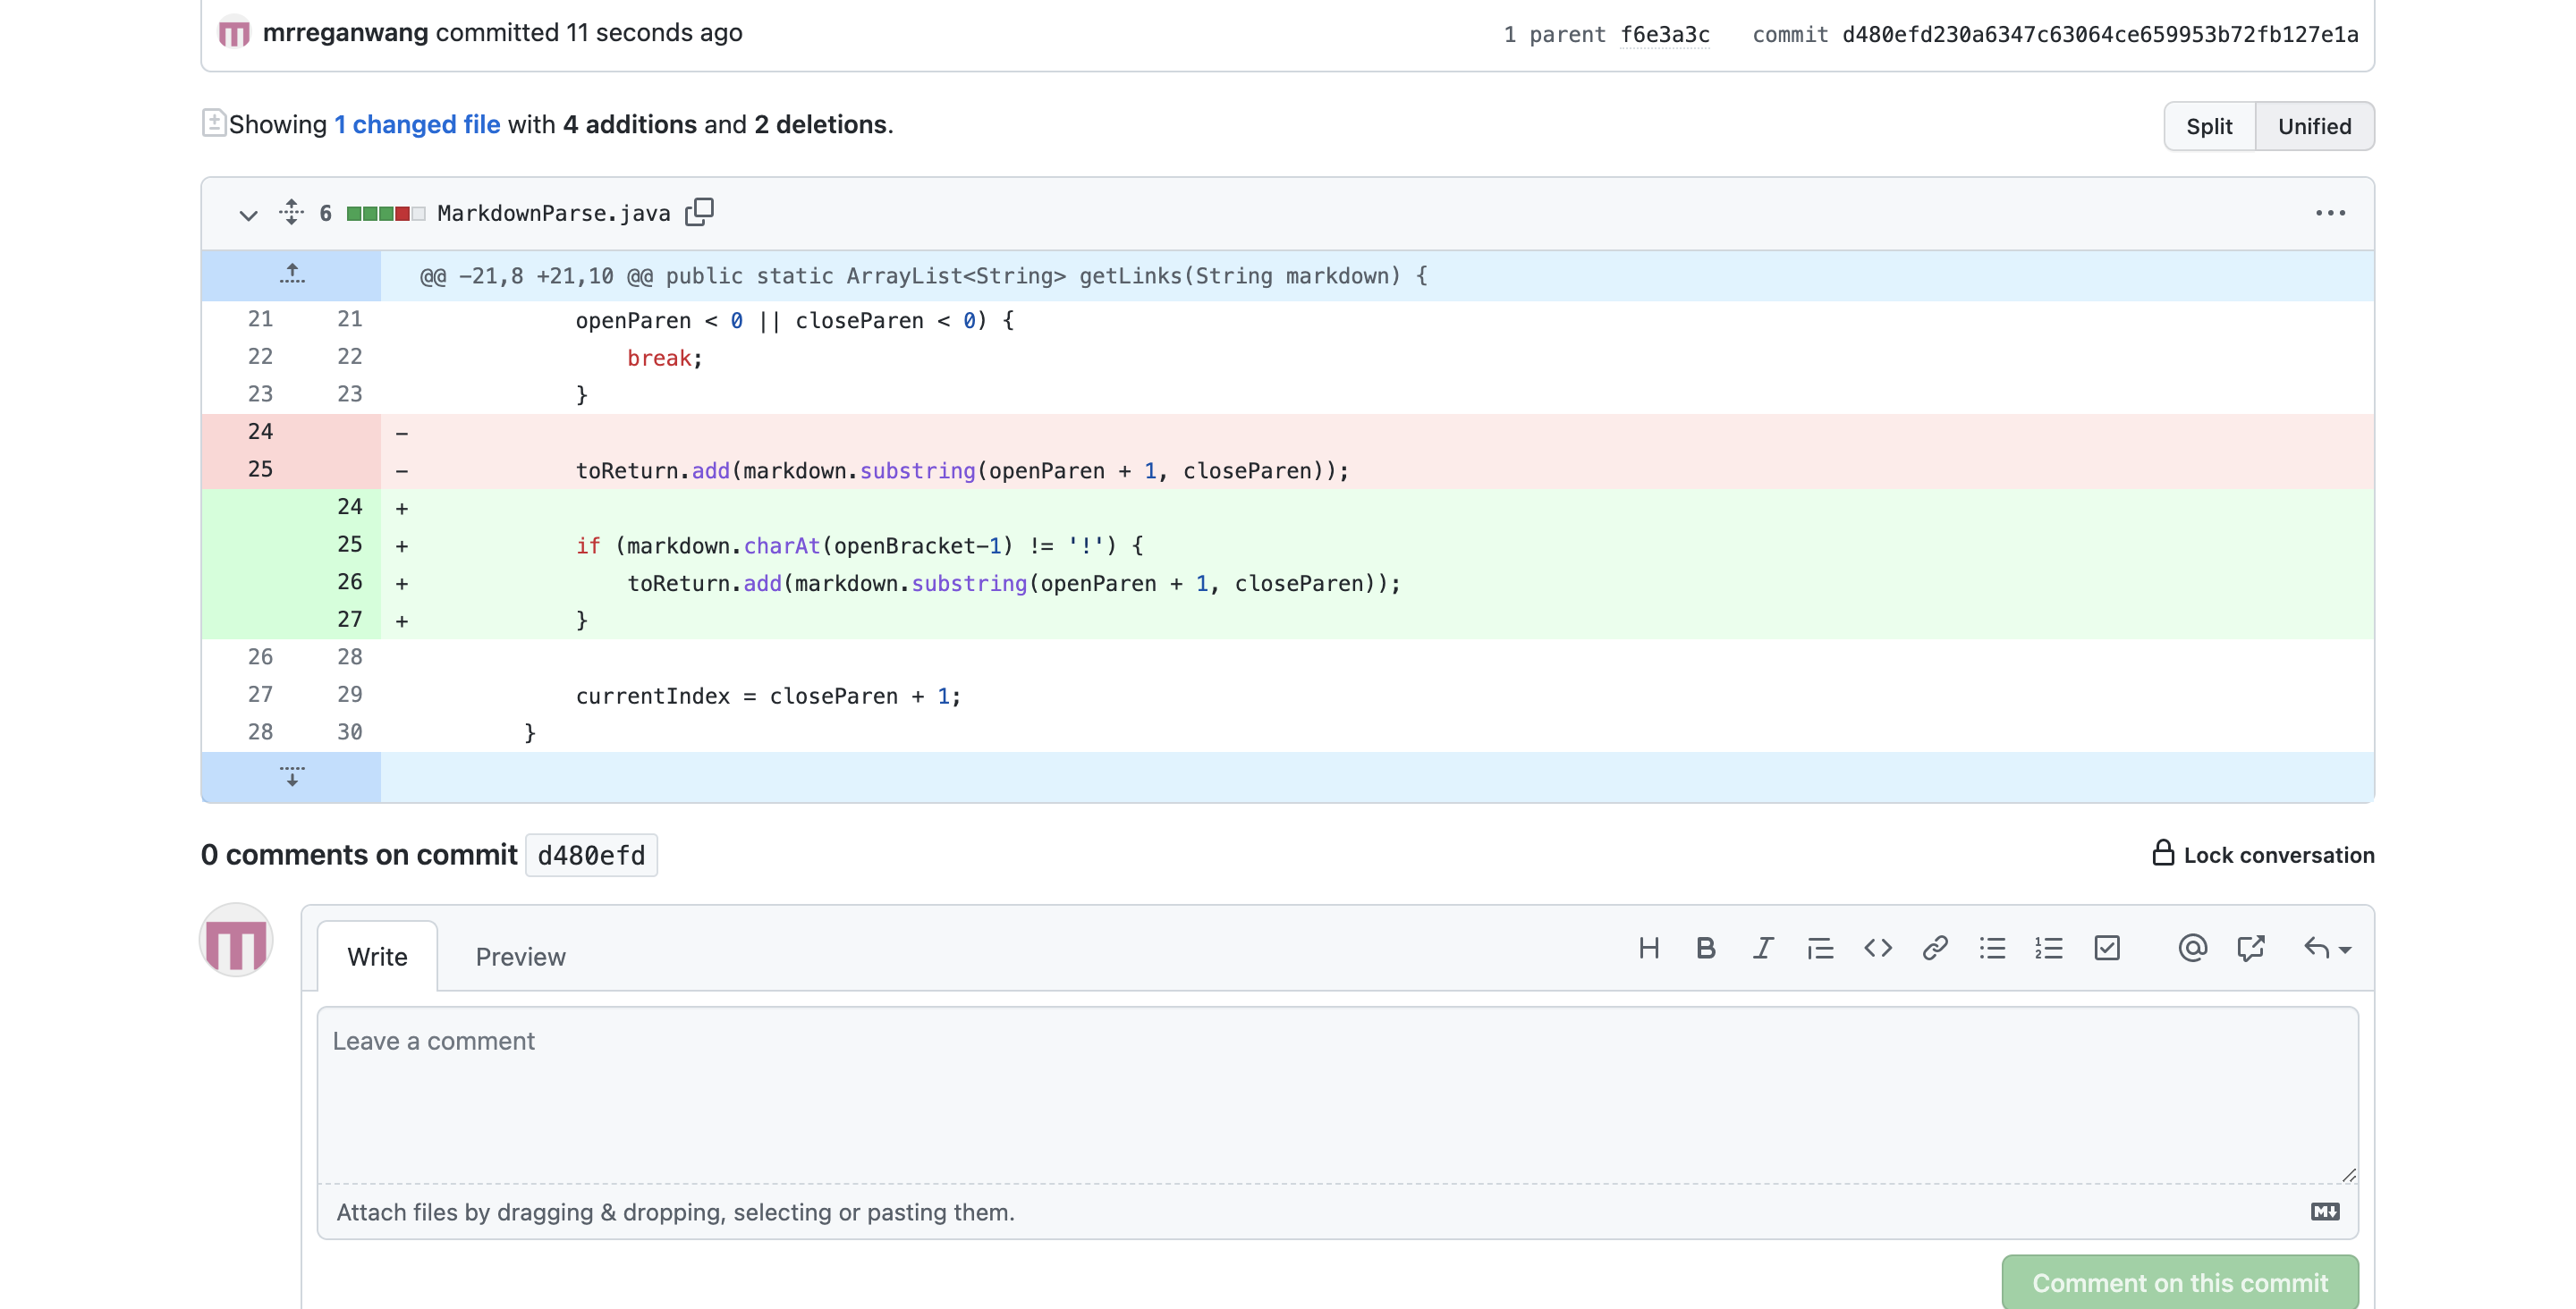 mrreganwang committed 11 seconds ago
1 parent f6e3a3c commit d480efd230a6347c63064ce659953b72fb127e1a
Showing 1 changed file with 4 additions and 2 deletions.
Split Unified
6 MarkdownParse.java
@@ -21,8 +21,10 @@ public static ArrayList<String> getLinks(String markdown) {
21 21 openParen < 0 || closeParen < 0) {
22 22 break;
23 23 }
24 -
25 - toReturn.add(markdown.substring(openParen + 1, closeParen));
24 +
25 + if (markdown.charAt(openBracket-1) != '!') {
26 + toReturn.add(markdown.substring(openParen + 1, closeParen));
27 + }
26 28
27 29 currentIndex = closeParen + 1;
28 30 }
0 comments on commit d480efd
Lock conversation
Write Preview
Leave a comment
Attach files by dragging & dropping, selecting or pasting them.
Comment on this commit